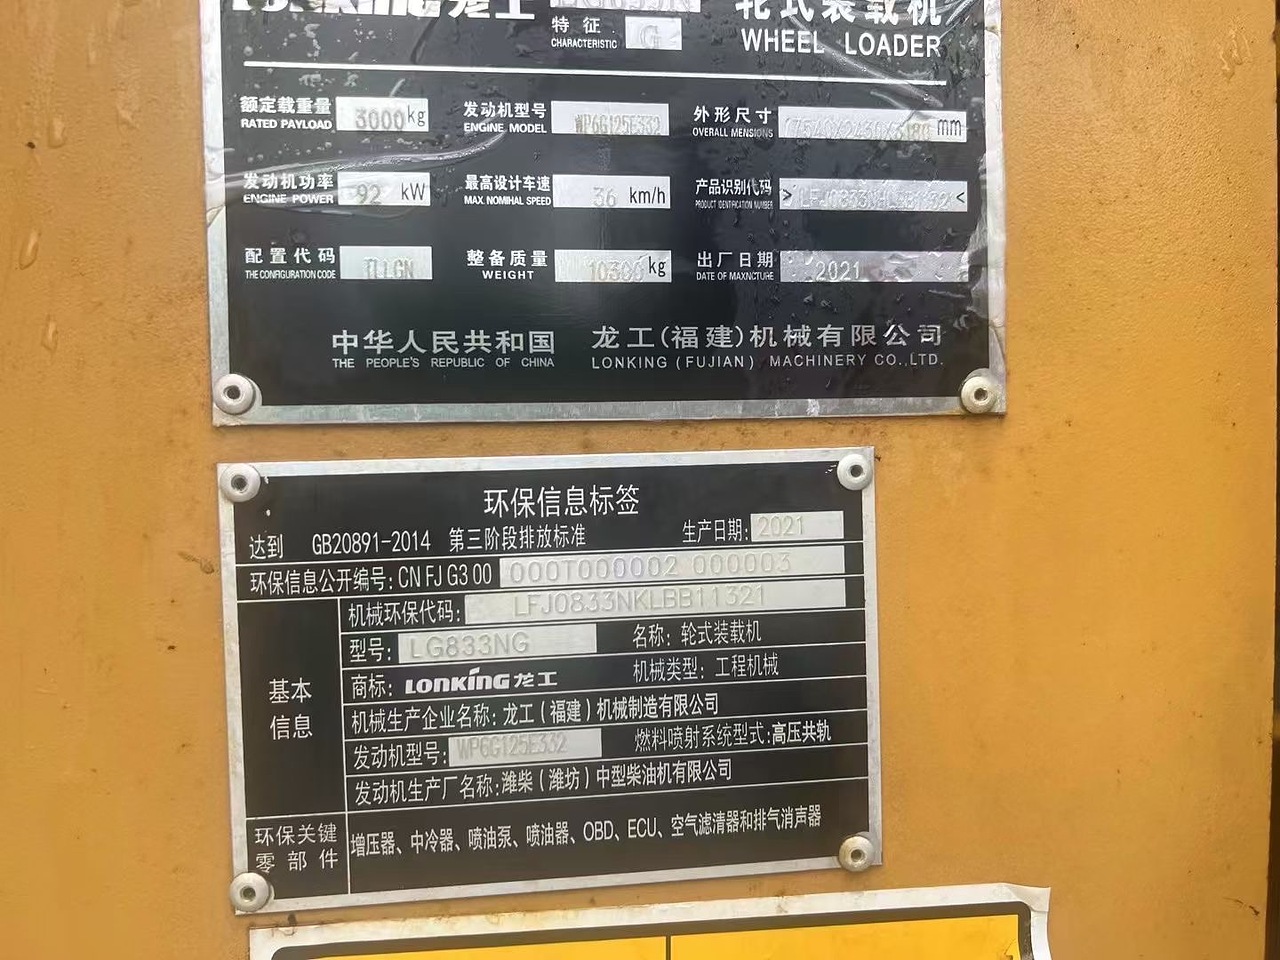 LONKING 龙工
特征 G
CHARACTERISTIC
轮式装载机
WHEEL LOADER
额定载重量 3000kg 发动机型号 WP6G125E332 外形尺寸 mm
RATED PAYLOAD ENGINE MODEL OVERALL MENSIONS
发动机功率 92 kW 最高设计车速 36 km/h 产品识别代码 > <
ENGINE POWER MAX. NOMIHAL SPEED PRODUCT IDENTIFICATION NUMBER
配置代码 整备质量 10300kg 出厂日期 2021
THE CONFIGURATION CODE WEIGHT DATE OF MAXNCTURE
中华人民共和国 龙工(福建)机械有限公司
THE PEOPLE'S REPUBLIC OF CHINA LONKING (FUJIAN) MACHINERY CO.,LTD.
环保信息标签
达到 GB20891-2014 第三阶段排放标准 生产日期: 2021
环保信息公开编号: CN FJ G3 00 000T000002 000003
基本信息
机械环保代码: LFJ0833NKLBB11321
型号: LG833NG 名称: 轮式装载机
商标: LONKING 龙工 机械类型: 工程机械
机械生产企业名称: 龙工(福建)机械制造有限公司
发动机型号: WP6G125E332 燃料喷射系统型式: 高压共轨
发动机生产厂名称: 潍柴(潍坊)中型柴油机有限公司
环保关键零部件 增压器、中冷器、喷油泵、喷油器、OBD、ECU、空气滤清器和排气消声器